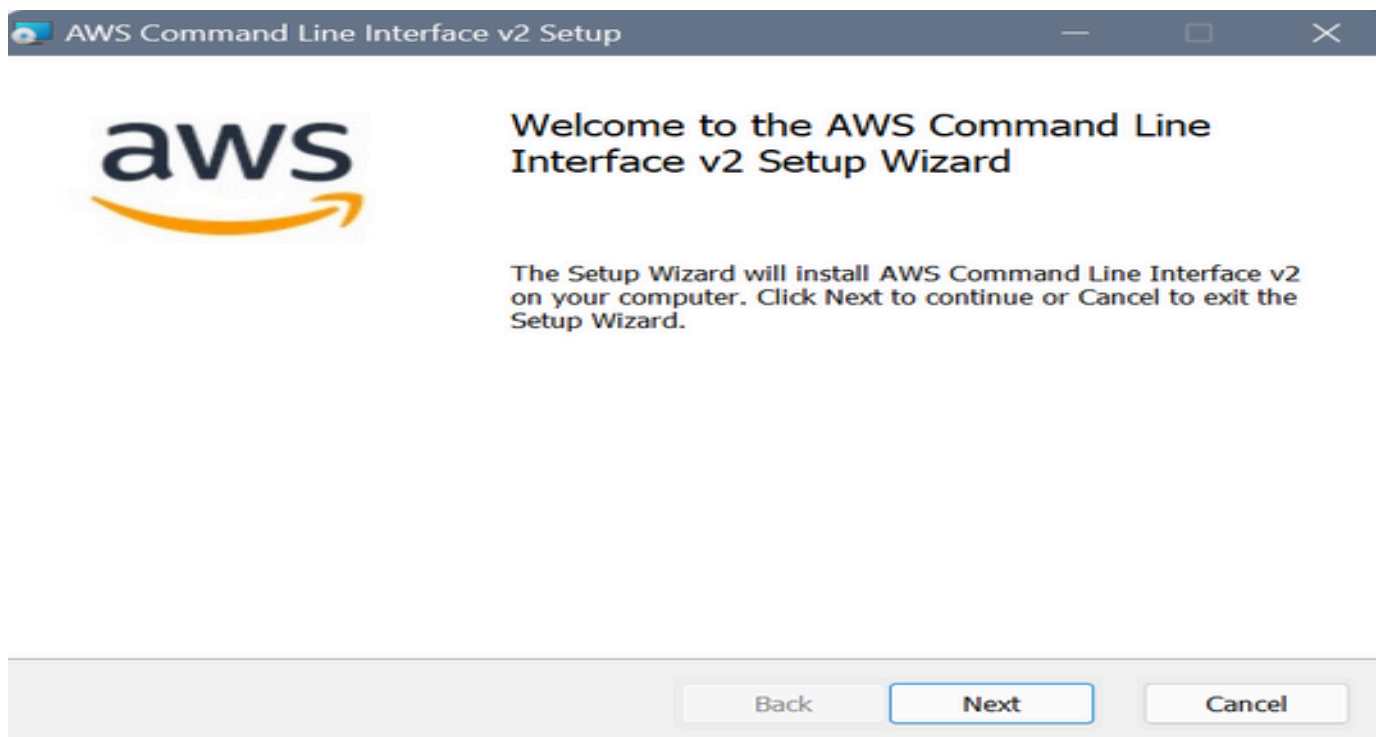 AWS Command Line Interface v2 Setup
aws
Welcome to the AWS Command Line
Interface v2 Setup Wizard
The Setup Wizard will install AWS Command Line Interface v2
on your computer. Click Next to continue or Cancel to exit the
Setup Wizard.
Back Next Cancel